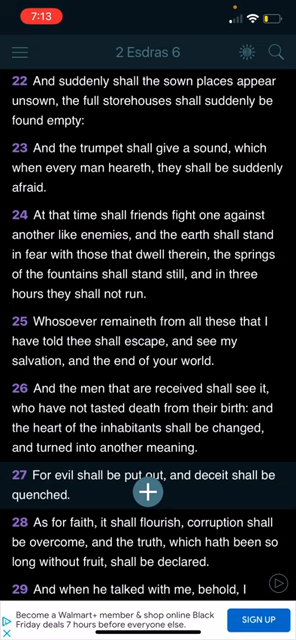 7:13
2 Esdras 6
22 And suddenly shall the sown places appear
unsown, the full storehouses shall suddenly be
found empty:
23 And the trumpet shall give a sound, which
when every man heareth, they shall be suddenly
afraid.
24 At that time shall friends fight one against
another like enemies, and the earth shall stand
in fear with those that dwell therein, the springs
of the fountains shall stand still, and in three
hours they shall not run.
25 Whosoever remaineth from all these that I
have told thee shall escape, and see my
salvation, and the end of your world.
26 And the men that are received shall see it,
who have not tasted death from their birth: and
the heart of the inhabitants shall be changed,
and turned into another meaning.
27 For evil shall be put out, and deceit shall be
quenched.
28 As for faith, it shall flourish, corruption shall
be overcome, and the truth, which hath been so
long without fruit, shall be declared.
29 And when he talked with me, behold, I
Become a Walmart+ member & shop online Black
Friday deals 7 hours before everyone else.
SIGN UP